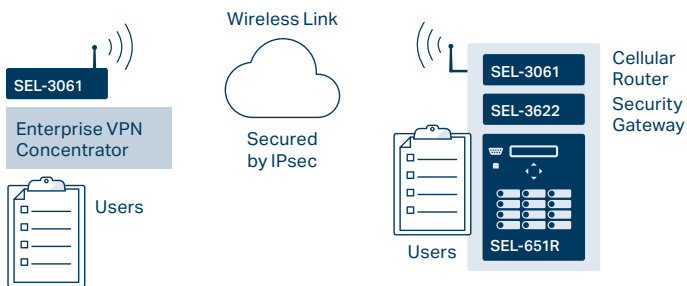 Wireless Link
SEL-3061
Enterprise VPN
Concentrator
Users
Secured
by IPsec
SEL-3061
Cellular
Router
SEL-3622
Security
Gateway
Users
SEL-651R